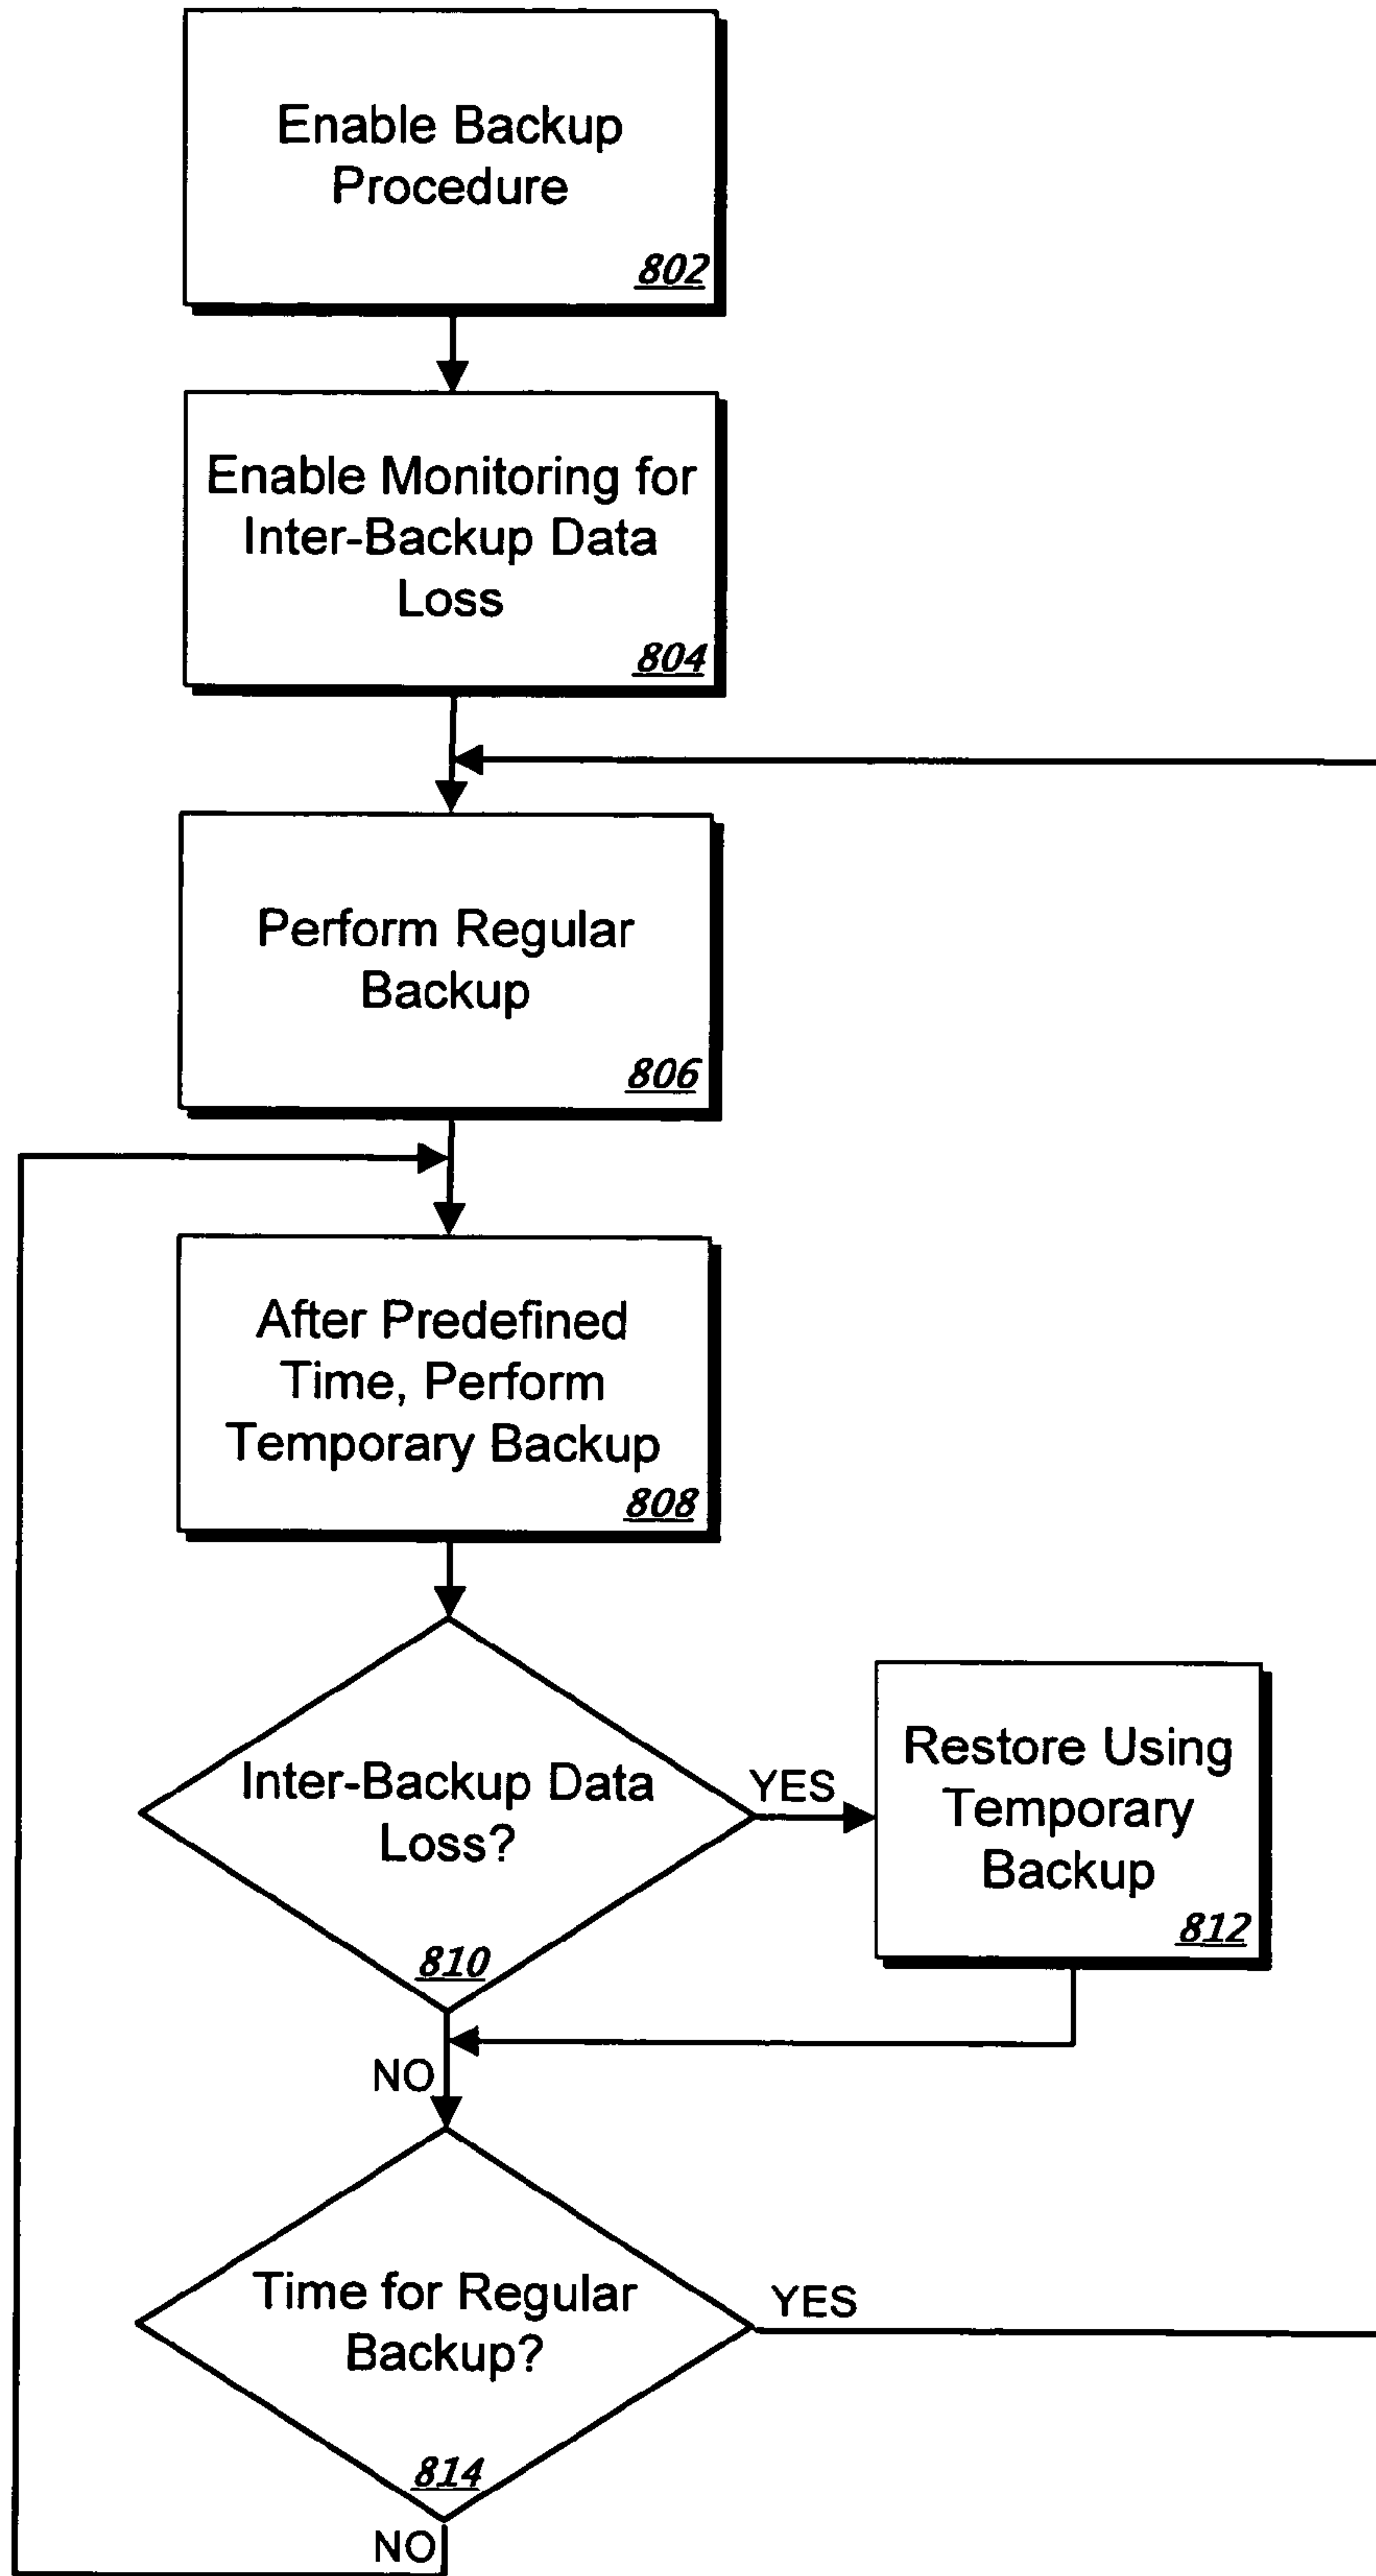 Enable Backup
Procedure
802
Enable Monitoring for
Inter-Backup Data
Loss
804
Perform Regular
Backup
806
After Predefined
Time, Perform
Temporary Backup
808
Inter-Backup Data
Loss?
810
YES
Restore Using
Temporary
Backup
812
NO
Time for Regular
Backup?
814
YES
NO